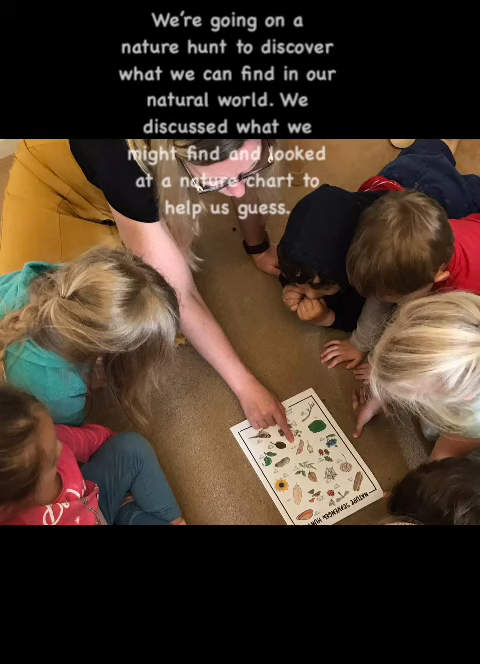 We're going on a
nature hunt to discover
what we can find in our
natural world. We
discussed what we
might find and looked
at a nature chart to
help us guess.
NATURE SCAVENGER HUNT